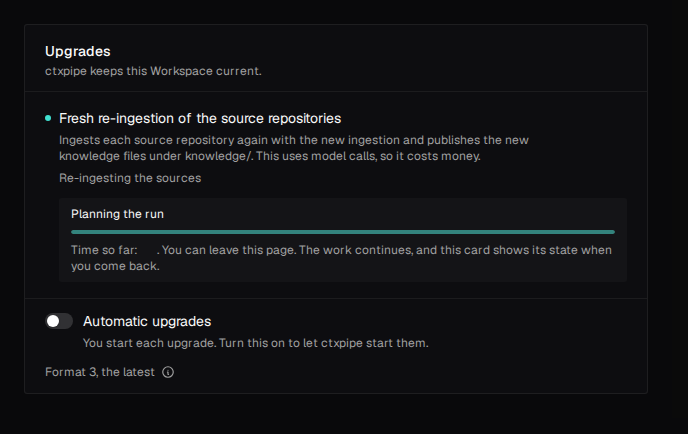 Upgrades
ctxpipe keeps this Workspace current.
Fresh re-ingestion of the source repositories
Ingests each source repository again with the new ingestion and publishes the new
knowledge files under knowledge/. This uses model calls, so it costs money.
Re-ingesting the sources
Planning the run
Time so far: . You can leave this page. The work continues, and this card shows its state when
you come back.
Automatic upgrades
You start each upgrade. Turn this on to let ctxpipe start them.
Format 3, the latest